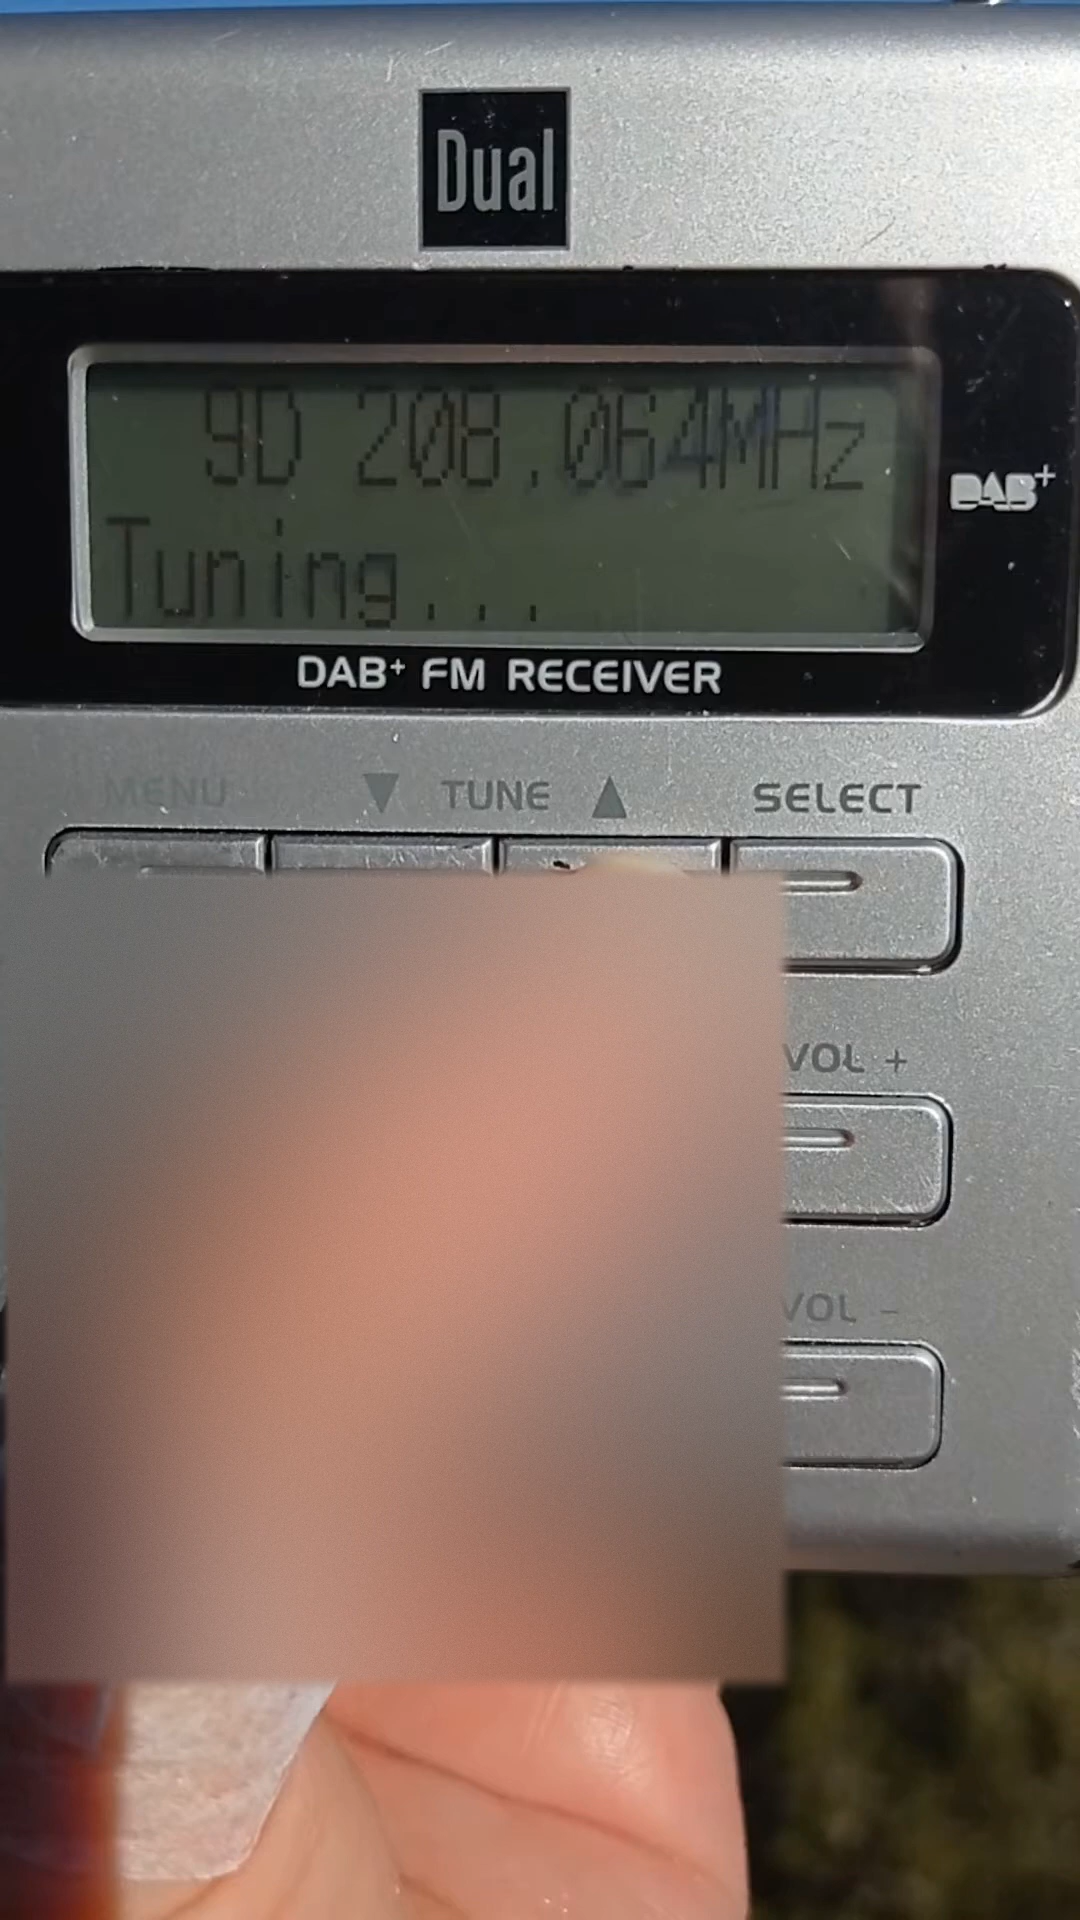 Dual
9D 208.064MHz
DAB+
Tuning...
DAB+ FM RECEIVER
MENU ▼ TUNE ▲ SELECT
VOL +
VOL -